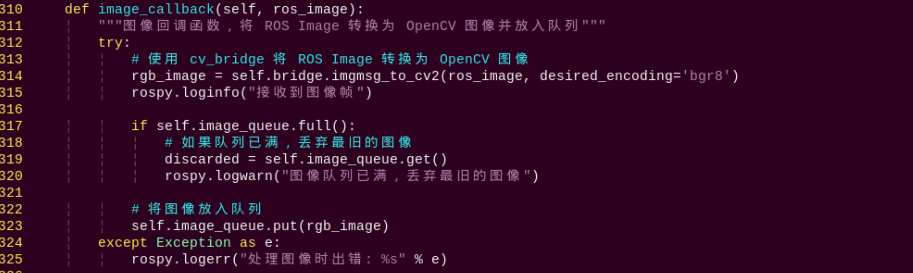 310     def image_callback(self, ros_image):
311         """图像回调函数，将 ROS Image 转换为 OpenCV 图像并放入队列"""
312         try:
313             # 使用 cv_bridge 将 ROS Image 转换为 OpenCV 图像
314             rgb_image = self.bridge.imgmsg_to_cv2(ros_image, desired_encoding='bgr8')
315             rospy.loginfo("接收到图像帧")
316
317             if self.image_queue.full():
318                 # 如果队列已满，丢弃最旧的图像
319                 discarded = self.image_queue.get()
320                 rospy.logwarn("图像队列已满，丢弃最旧的图像")
321
322             # 将图像放入队列
323             self.image_queue.put(rgb_image)
324         except Exception as e:
325             rospy.logerr("处理图像时出错: %s" % e)